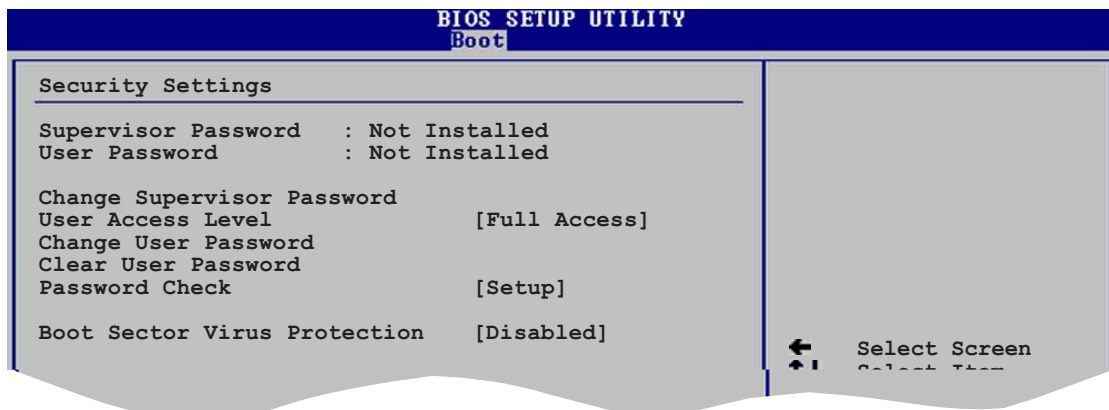 BIOS SETUP UTILITY
Boot
Security Settings
Supervisor Password : Not Installed
User Password : Not Installed
Change Supervisor Password
User Access Level [Full Access]
Change User Password
Clear User Password
Password Check [Setup]
Boot Sector Virus Protection [Disabled]
← Select Screen
Select Item